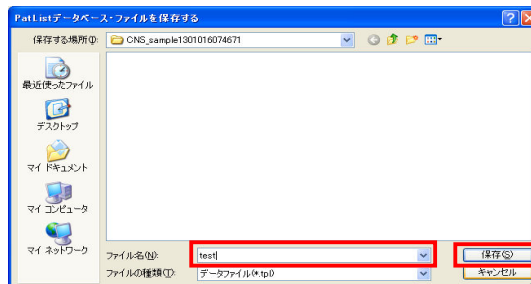 PatListデータベース・ファイルを保存する
保存する場所(I):
CNS_sample1301016074671
最近使ったファイル
デスクトップ
マイ ドキュメント
マイ コンピュータ
マイ ネットワーク
ファイル名(N):
test
保存(S)
ファイルの種類(T):
データファイル(*.tpl)
キャンセル